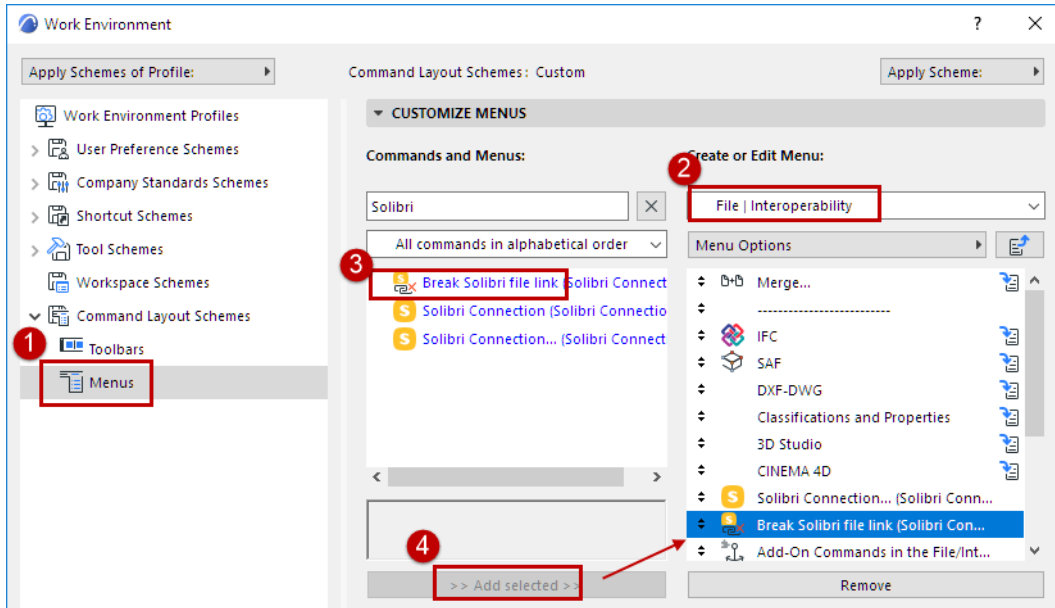 Work Environment
?
Apply Schemes of Profile:
Command Layout Schemes: Custom
Apply Scheme:
Work Environment Profiles
User Preference Schemes
Company Standards Schemes
Shortcut Schemes
Tool Schemes
Workspace Schemes
Command Layout Schemes
1
Toolbars
Menus
CUSTOMIZE MENUS
Commands and Menus:
Solibri
All commands in alphabetical order
3
Break Solibri file link (Solibri Connect
Solibri Connection (Solibri Connectio
Solibri Connection... (Solibri Connect
4
>> Add selected >>
Create or Edit Menu:
2
File | Interoperability
Menu Options
Merge...
---------------------------
IFC
SAF
DXF-DWG
Classifications and Properties
3D Studio
CINEMA 4D
S Solibri Connection... (Solibri Conn...
Break Solibri file link (Solibri Con...
Add-On Commands in the File/Int...
Remove